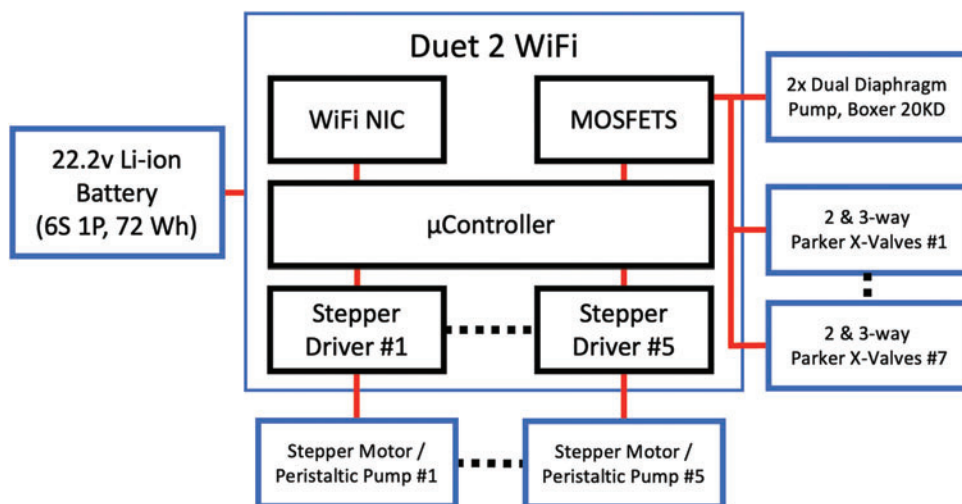 Duet 2 WiFi
WiFi NIC
MOSFETS
2x Dual Diaphragm
Pump, Boxer 20KD
22.2v Li-ion
Battery
(6S 1P, 72 Wh)
µController
2 & 3-way
Parker X-Valves #1
Stepper
Driver #1
Stepper
Driver #5
2 & 3-way
Parker X-Valves #7
Stepper Motor /
Peristaltic Pump #1
Stepper Motor /
Peristaltic Pump #5